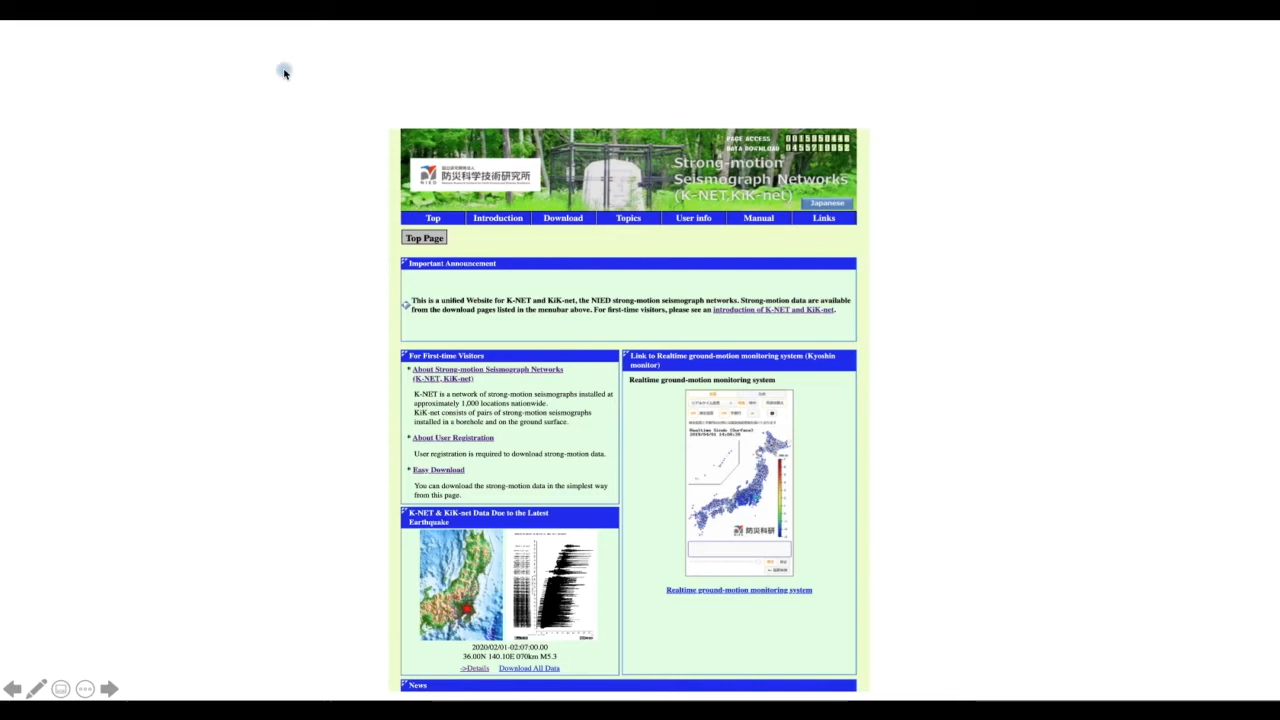 PAGE ACCESS
DATA DOWNLOAD
NIED
防災科学技術研究所
Strong-motion
Seismograph Networks
(K-NET,KiK-net)
Japanese
Top Introduction Download Topics User info Manual Links
Top Page
Important Announcement
This is a unified Website for K-NET and KiK-net, the NIED strong-motion seismograph networks. Strong-motion data are available
from the download pages listed in the menubar above. For first-time visitors, please see an introduction of K-NET and KiK-net.
For First-time Visitors
* About Strong-motion Seismograph Networks
(K-NET, KiK-net)
K-NET is a network of strong-motion seismographs installed at
approximately 1,000 locations nationwide.
KiK-net consists of pairs of strong-motion seismographs
installed in a borehole and on the ground surface.
* About User Registration
User registration is required to download strong-motion data.
* Easy Download
You can download the strong-motion data in the simplest way
from this page.
K-NET & KiK-net Data Due to the Latest
Earthquake
2020/02/01-02:07:00.00
36.00N 140.10E 070km M5.3
->Details Download All Data
Link to Realtime ground-motion monitoring system (Kyoshin
monitor)
Realtime ground-motion monitoring system
防災科研
Realtime ground-motion monitoring system
News